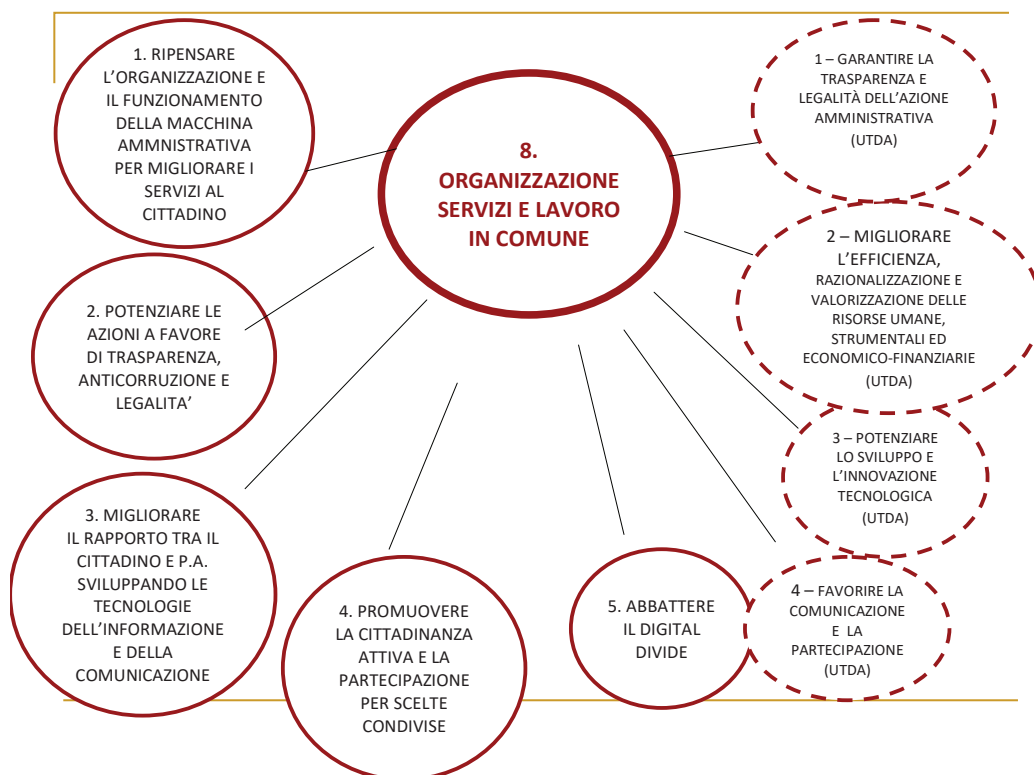 8.
ORGANIZZAZIONE
SERVIZI E LAVORO
IN COMUNE
1. RIPENSARE
L'ORGANIZZAZIONE E
IL FUNZIONAMENTO
DELLA MACCHINA
AMMNISTRATIVA
PER MIGLIORARE I
SERVIZI AL
CITTADINO
2. POTENZIARE LE
AZIONI A FAVORE
DI TRASPARENZA,
ANTICORRUZIONE E
LEGALITA'
3. MIGLIORARE
IL RAPPORTO TRA IL
CITTADINO E P.A.
SVILUPPANDO LE
TECNOLOGIE
DELL'INFORMAZIONE
E DELLA
COMUNICAZIONE
4. PROMUOVERE
LA CITTADINANZA
ATTIVA E LA
PARTECIPAZIONE
PER SCELTE
CONDIVISE
5. ABBATTERE
IL DIGITAL
DIVIDE
1 – GARANTIRE LA
TRASPARENZA E
LEGALITÀ DELL'AZIONE
AMMINISTRATIVA
(UTDA)
2 – MIGLIORARE
L'EFFICIENZA,
RAZIONALIZZAZIONE E
VALORIZZAZIONE DELLE
RISORSE UMANE,
STRUMENTALI ED
ECONOMICO-FINANZIARIE
(UTDA)
3 – POTENZIARE
LO SVILUPPO E
L'INNOVAZIONE
TECNOLOGICA
(UTDA)
4 – FAVORIRE LA
COMUNICAZIONE
E LA
PARTECIPAZIONE
(UTDA)